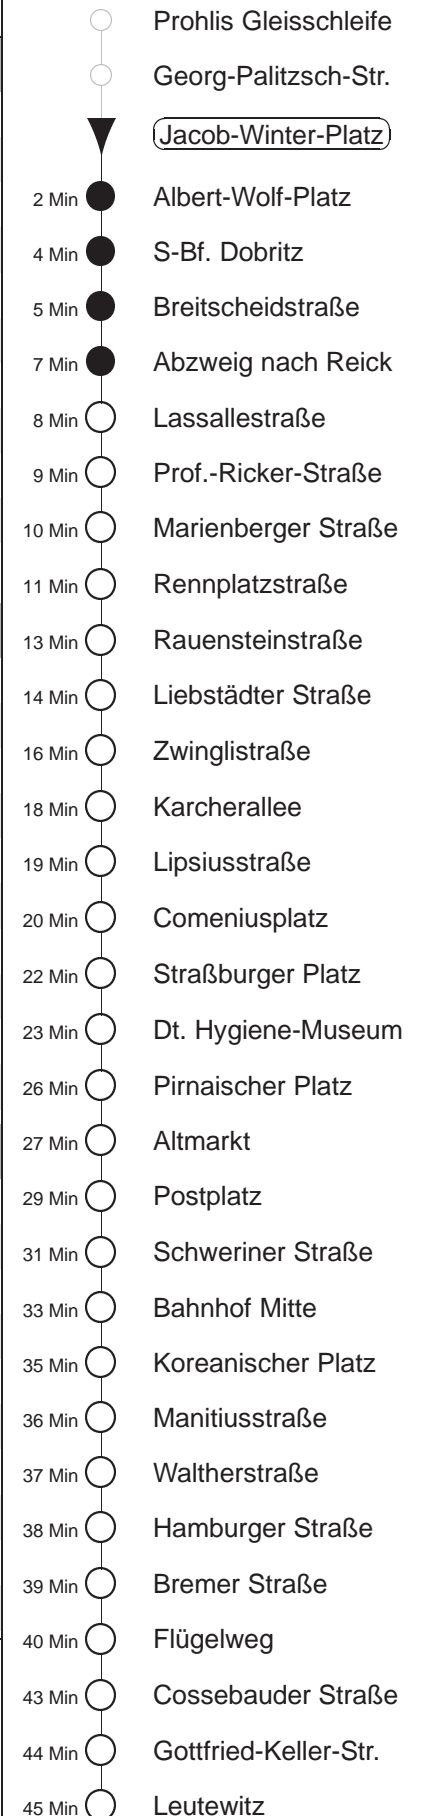 Prohlis Gleisschleife
Georg-Palitzsch-Str.
Jacob-Winter-Platz
2 Min Albert-Wolf-Platz
4 Min S-Bf. Dobritz
5 Min Breitscheidstraße
7 Min Abzweig nach Reick
8 Min Lassallestraße
9 Min Prof.-Ricker-Straße
10 Min Marienberger Straße
11 Min Rennplatzstraße
13 Min Rauensteinstraße
14 Min Liebstädter Straße
16 Min Zwinglistraße
18 Min Karcherallee
19 Min Lipsiusstraße
20 Min Comeniusplatz
22 Min Straßburger Platz
23 Min Dt. Hygiene-Museum
26 Min Pirnaischer Platz
27 Min Altmarkt
29 Min Postplatz
31 Min Schweriner Straße
33 Min Bahnhof Mitte
35 Min Koreanischer Platz
36 Min Manitiusstraße
37 Min Waltherstraße
38 Min Hamburger Straße
39 Min Bremer Straße
40 Min Flügelweg
43 Min Cossebauder Straße
44 Min Gottfried-Keller-Str.
45 Min Leutewitz